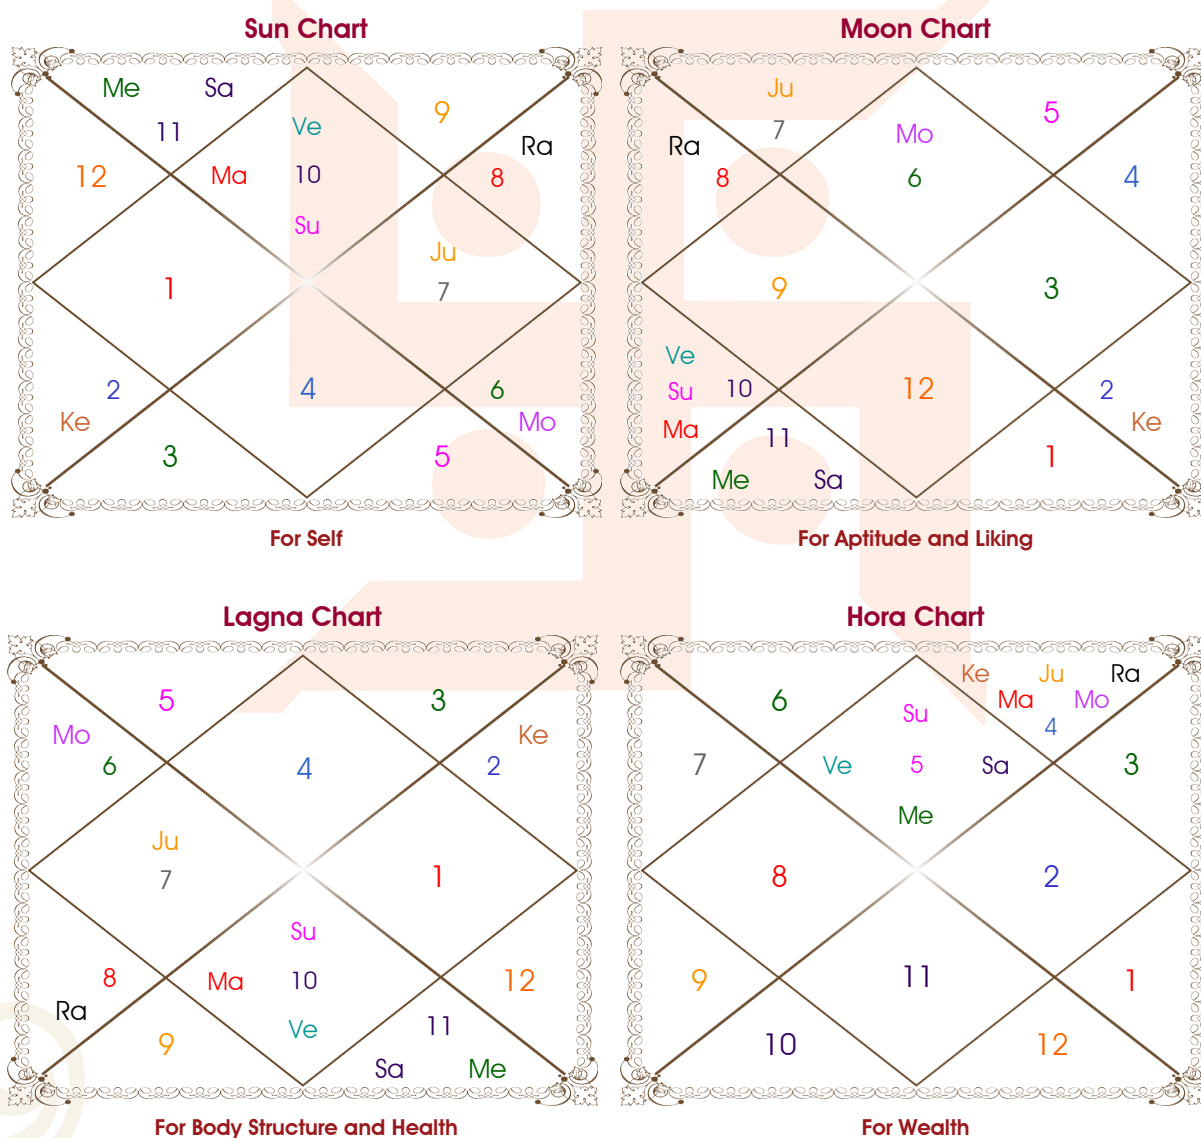 Sun Chart
Me Sa
9
Ve
11
Ra
12 Ma 10 8
Su
Ju
1 7
2 4 6
Ke Mo
3 5
For Self
Moon Chart
Ju
5
7 Mo
Ra
8 6 4
9 3
Ve
Su 10 12 2
Ma Ke
11
1
Me Sa
For Aptitude and Liking
Lagna Chart
5 3
Mo Ke
6 4 2
Ju
7 1
Su
8 Ma 10 12
Ra
Ve 11
9
Sa Me
For Body Structure and Health
Hora Chart
Ke Ju Ra
6 Ma Mo
Su 4
7 Ve 5 Sa 3
Me
8 2
9 11 1
10 12
For Wealth